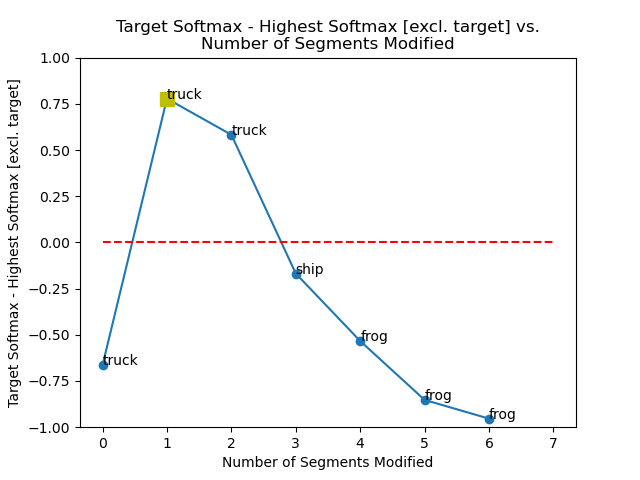 Target Softmax - Highest Softmax [excl. target] vs.
Number of Segments Modified
Target Softmax - Highest Softmax [excl. target]
1.00
0.75
0.50
0.25
0.00
−0.25
−0.50
−0.75
−1.00
truck
truck
truck
ship
frog
frog
frog
0 1 2 3 4 5 6 7
Number of Segments Modified